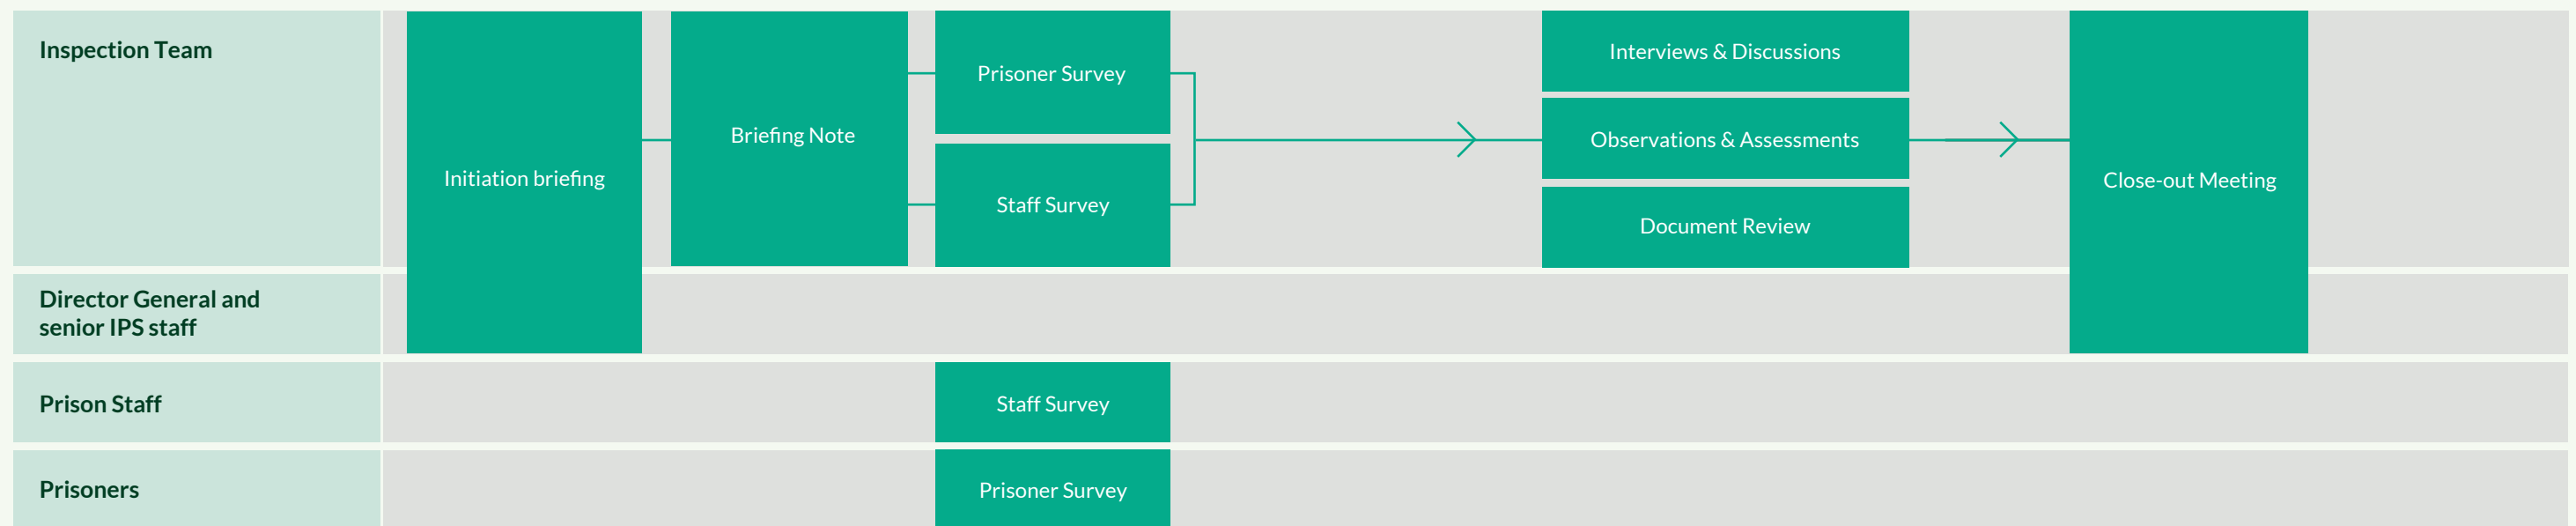 Inspection Team
Initiation briefing
Briefing Note
Prisoner Survey
Staff Survey
Interviews & Discussions
Observations & Assessments
Document Review
Close-out Meeting
Director General and
senior IPS staff
Prison Staff
Staff Survey
Prisoners
Prisoner Survey